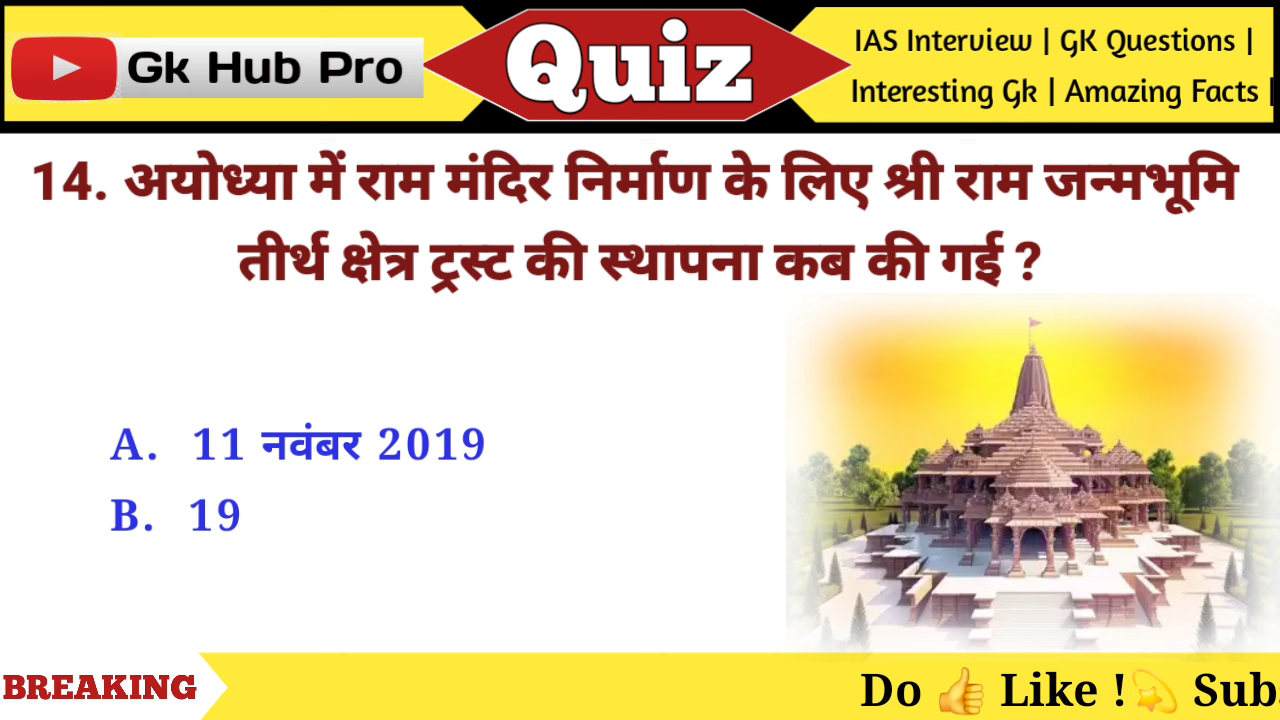 Gk Hub Pro
Quiz
IAS Interview | GK Questions |
Interesting Gk | Amazing Facts |
14. अयोध्या में राम मंदिर निर्माण के लिए श्री राम जन्मभूमि
तीर्थ क्षेत्र ट्रस्ट की स्थापना कब की गई ?
A. 11 नवंबर 2019
B. 19
BREAKING
Do 👍 Like !💫 Sub